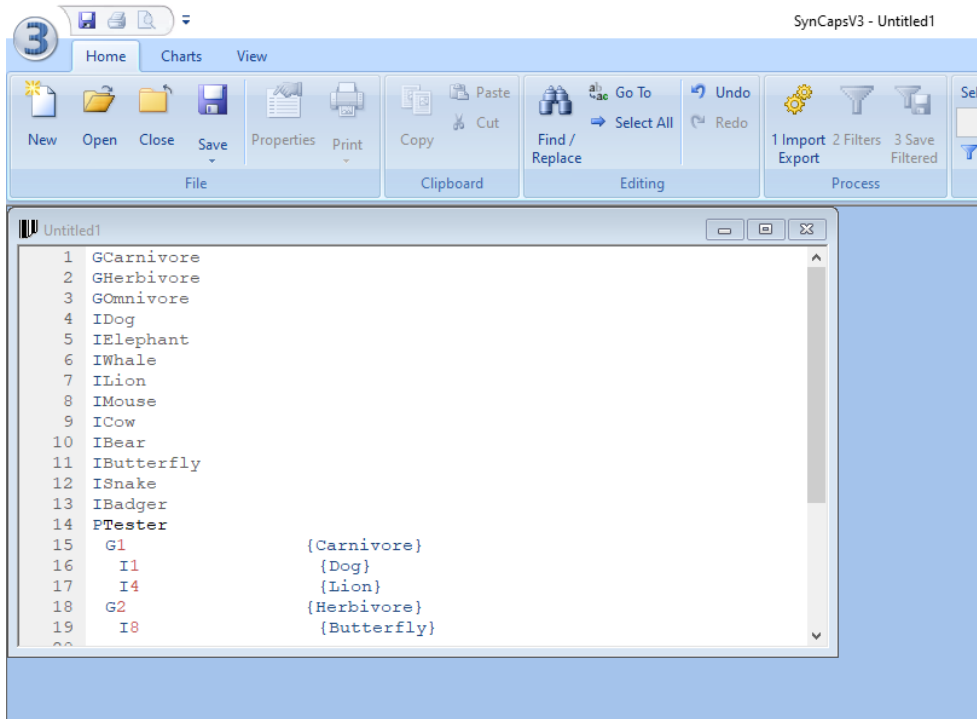 SynCapsV3 - Untitled1
3
Home Charts View
New Open Close Save Properties Print
Copy Paste Cut
Find / Replace
Go To
Select All
Undo
Redo
1 Import Export
2 Filters
3 Save Filtered
File Clipboard Editing Process
Untitled1
1 GCarnivore
2 GHerbivore
3 GOmnivore
4 IDog
5 IElephant
6 IWhale
7 ILion
8 IMouse
9 ICow
10 IBear
11 IButterfly
12 ISnake
13 IBadger
14 PTester
15 G1 {Carnivore}
16 I1 {Dog}
17 I4 {Lion}
18 G2 {Herbivore}
19 I8 {Butterfly}